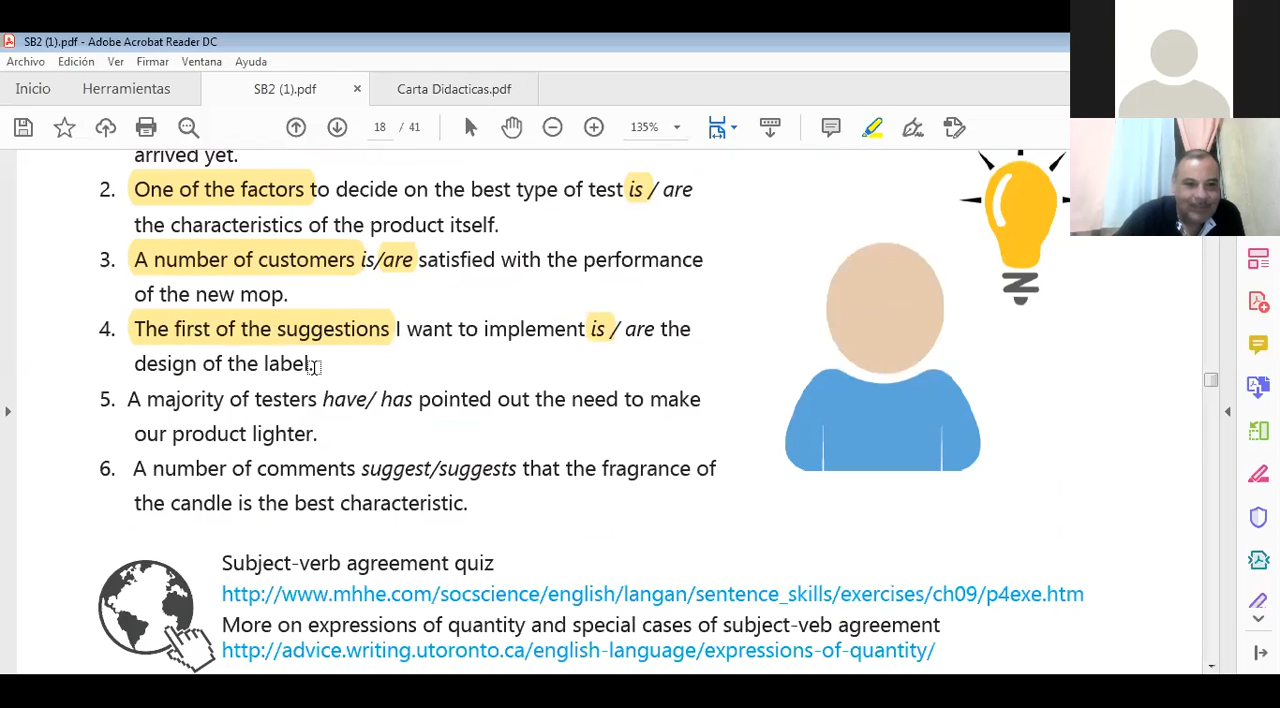 SB2 (1).pdf - Adobe Acrobat Reader DC
Archivo Edición Ver Firmar Ventana Ayuda
Inicio Herramientas SB2 (1).pdf × Carta Didacticas.pdf
18 / 41 135%
arrived yet.
2. One of the factors to decide on the best type of test is / are
the characteristics of the product itself.
3. A number of customers is/are satisfied with the performance
of the new mop.
4. The first of the suggestions I want to implement is / are the
design of the label.
5. A majority of testers have/ has pointed out the need to make
our product lighter.
6. A number of comments suggest/suggests that the fragrance of
the candle is the best characteristic.
Subject-verb agreement quiz
http://www.mhhe.com/socscience/english/langan/sentence_skills/exercises/ch09/p4exe.htm
More on expressions of quantity and special cases of subject-veb agreement
http://advice.writing.utoronto.ca/english-language/expressions-of-quantity/